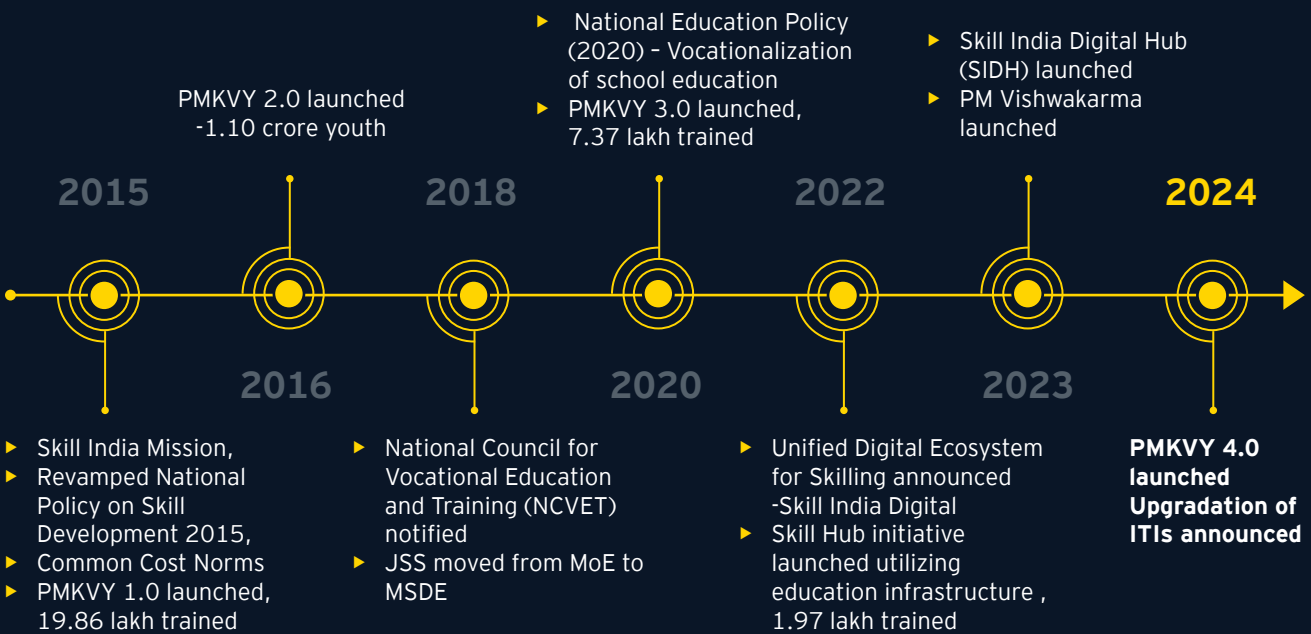 2015
► Skill India Mission,
► Revamped National
Policy on Skill
Development 2015,
► Common Cost Norms
► PMKVY 1.0 launched,
19.86 lakh trained
PMKVY 2.0 launched
-1.10 crore youth
2016
2018
► National Council for
Vocational Education
and Training (NCVET)
notified
► JSS moved from MoE to
MSDE
► National Education Policy
(2020) – Vocationalization
of school education
► PMKVY 3.0 launched,
7.37 lakh trained
2020
2022
► Unified Digital Ecosystem
for Skilling announced
-Skill India Digital
► Skill Hub initiative
launched utilizing
education infrastructure ,
1.97 lakh trained
► Skill India Digital Hub
(SIDH) launched
► PM Vishwakarma
launched
2023
2024
PMKVY 4.0
launched
Upgradation of
ITIs announced